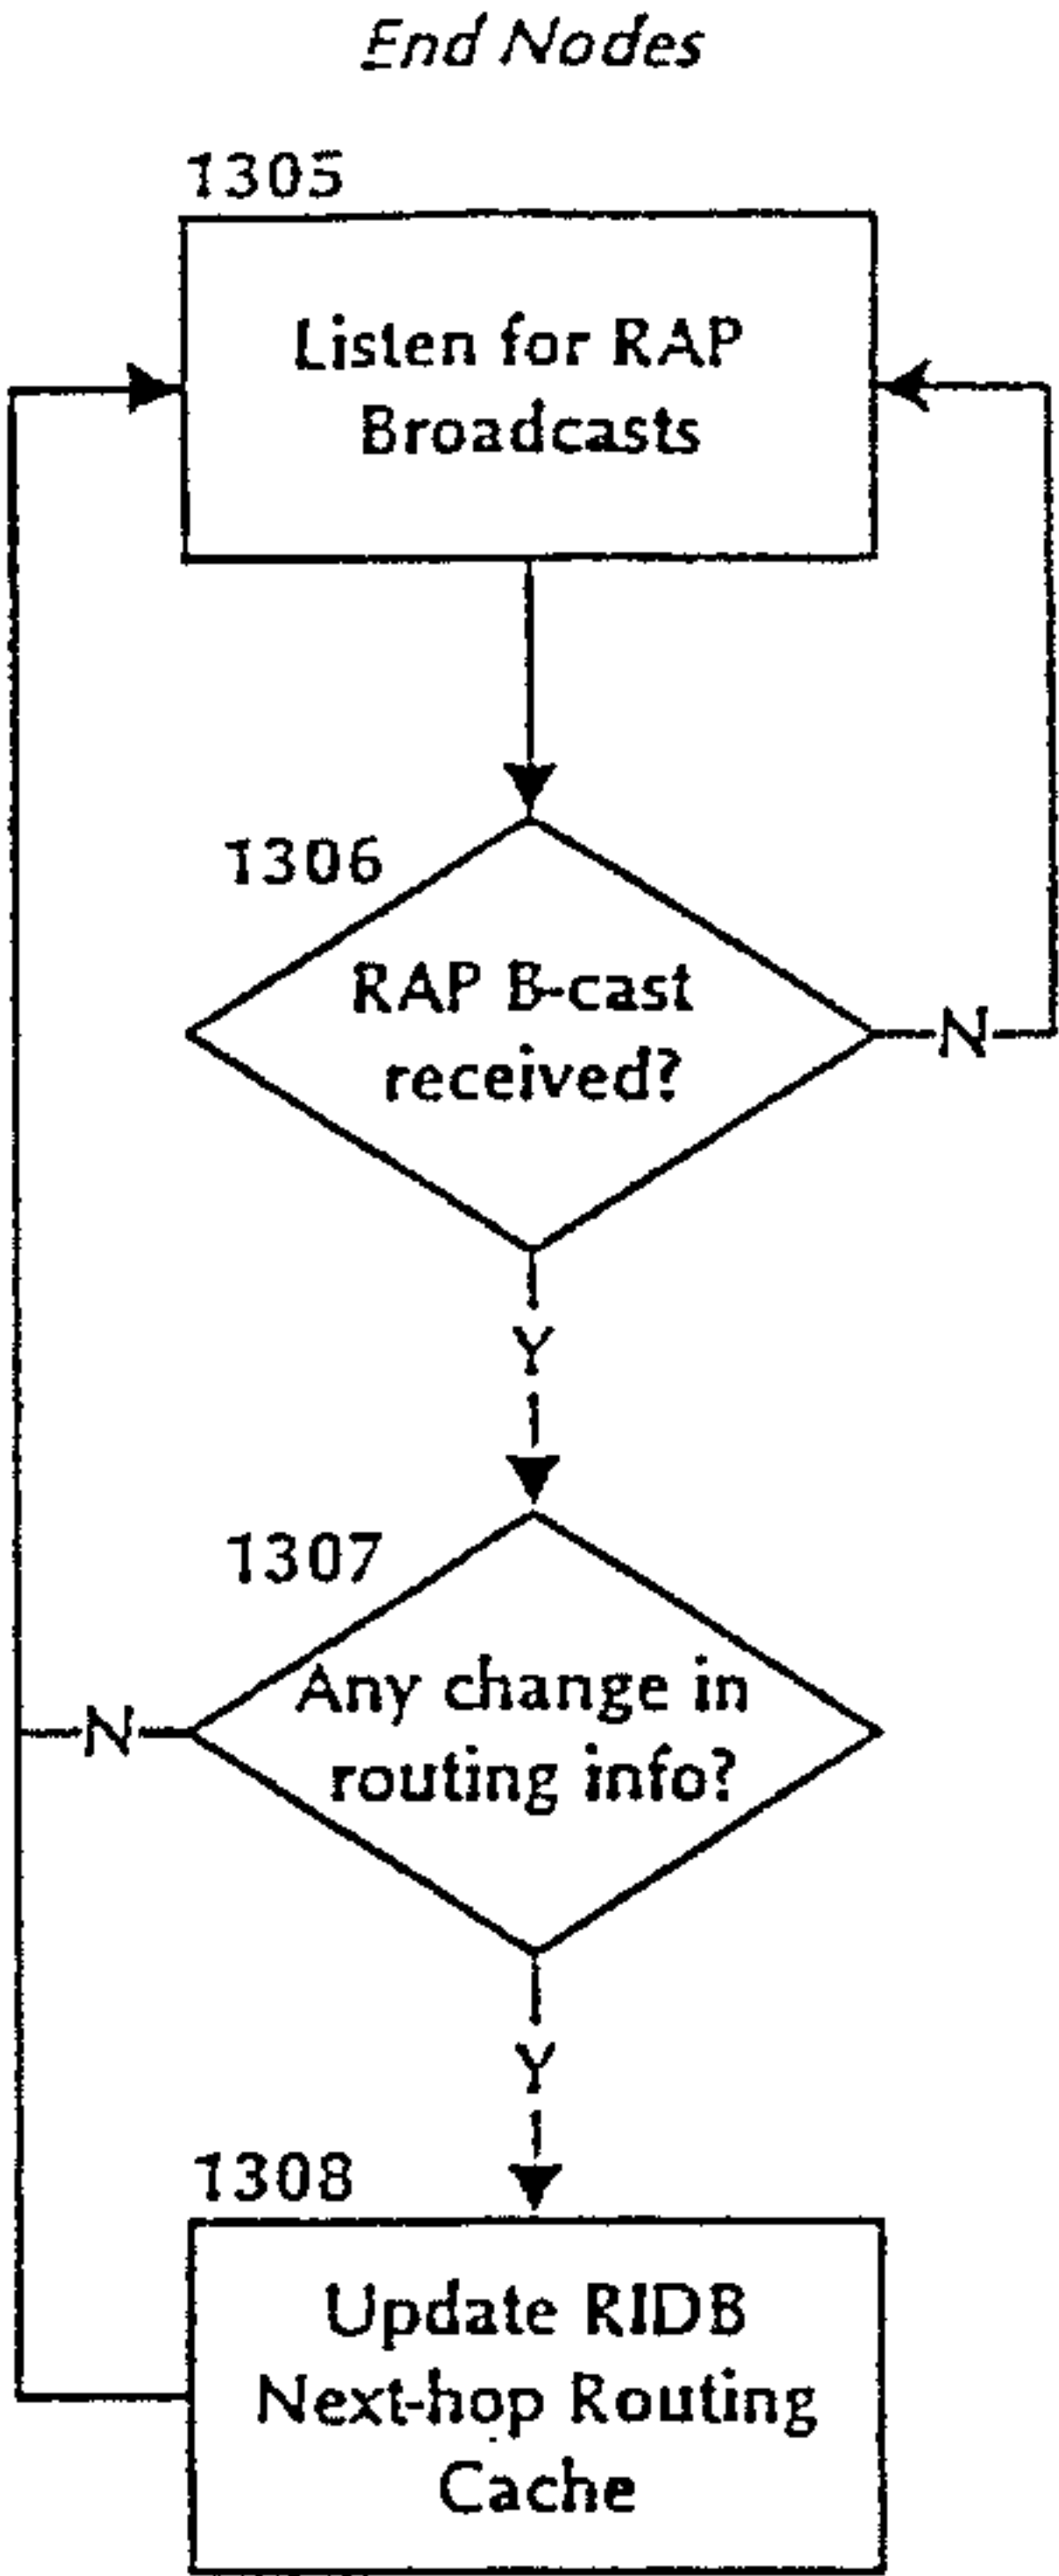 End Nodes
1305
Listen for RAP
Broadcasts
1306
RAP B-cast
received?
N
Y
1307
Any change in
routing info?
N
Y
1308
Update RIDB
Next-hop Routing
Cache